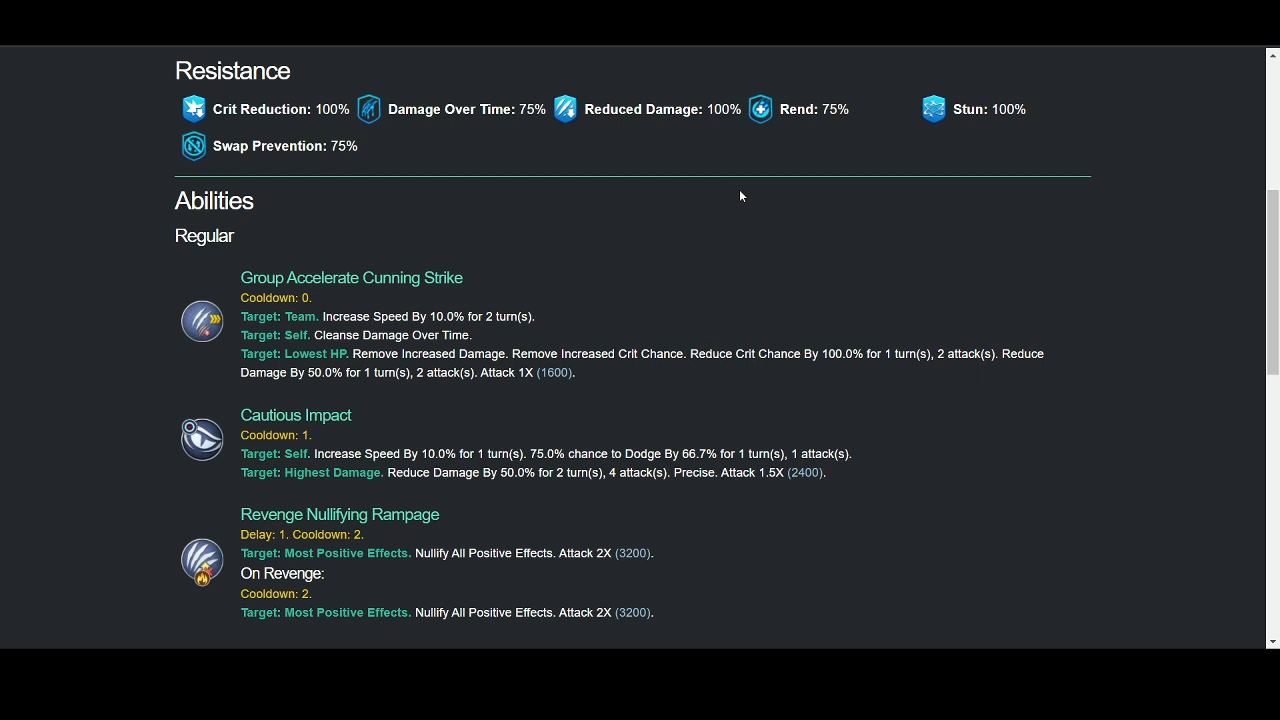 Resistance
Crit Reduction: 100% Damage Over Time: 75% Reduced Damage: 100% Rend: 75% Stun: 100%
Swap Prevention: 75%
Abilities
Regular
Group Accelerate Cunning Strike
Cooldown: 0.
Target: Team. Increase Speed By 10.0% for 2 turn(s).
Target: Self. Cleanse Damage Over Time.
Target: Lowest HP. Remove Increased Damage. Remove Increased Crit Chance. Reduce Crit Chance By 100.0% for 1 turn(s), 2 attack(s). Reduce
Damage By 50.0% for 1 turn(s), 2 attack(s). Attack 1X (1600).
Cautious Impact
Cooldown: 1.
Target: Self. Increase Speed By 10.0% for 1 turn(s). 75.0% chance to Dodge By 66.7% for 1 turn(s), 1 attack(s).
Target: Highest Damage. Reduce Damage By 50.0% for 2 turn(s), 4 attack(s). Precise. Attack 1.5X (2400).
Revenge Nullifying Rampage
Delay: 1. Cooldown: 2.
Target: Most Positive Effects. Nullify All Positive Effects. Attack 2X (3200).
On Revenge:
Cooldown: 2.
Target: Most Positive Effects. Nullify All Positive Effects. Attack 2X (3200).